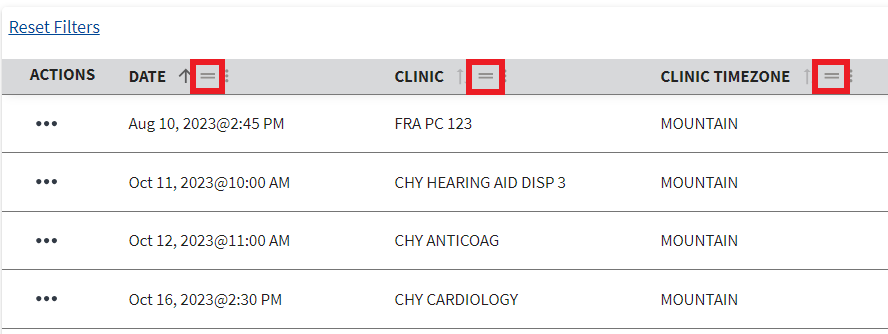 Reset Filters
ACTIONS DATE CLINIC CLINIC TIMEZONE
••• Aug 10, 2023@2:45 PM FRA PC 123 MOUNTAIN
••• Oct 11, 2023@10:00 AM CHY HEARING AID DISP 3 MOUNTAIN
••• Oct 12, 2023@11:00 AM CHY ANTICOAG MOUNTAIN
••• Oct 16, 2023@2:30 PM CHY CARDIOLOGY MOUNTAIN